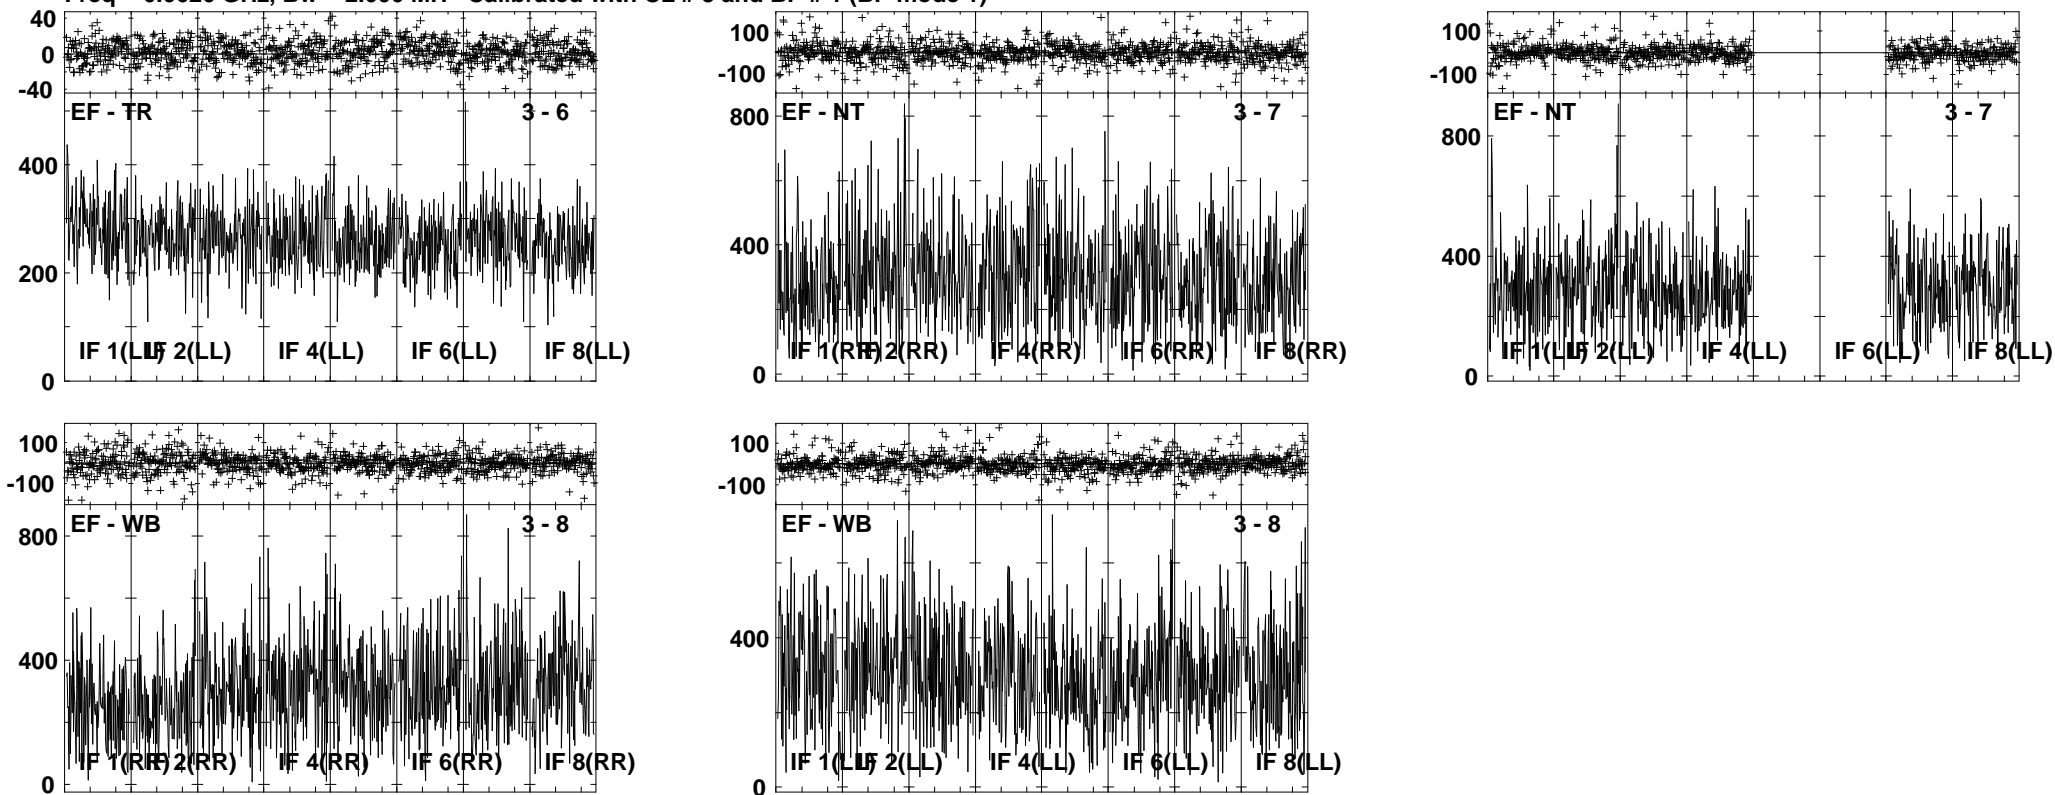 40
0
-40
EF - TR
3 - 6
400
200
0
IF 1(LL)
IF 2(LL)
IF 4(LL)
IF 6(LL)
IF 8(LL)
100
-100
EF - NT
3 - 7
800
400
0
IF 1(RR)
IF 2(RR)
IF 4(RR)
IF 6(RR)
IF 8(RR)
100
-100
EF - NT
3 - 7
800
400
0
IF 1(LL)
IF 2(LL)
IF 4(LL)
IF 6(LL)
IF 8(LL)
100
-100
EF - WB
3 - 8
800
400
0
IF 1(RR)
IF 2(RR)
IF 4(RR)
IF 6(RR)
IF 8(RR)
100
-100
EF - WB
3 - 8
400
0
IF 1(LL)
IF 2(LL)
IF 4(LL)
IF 6(LL)
IF 8(LL)